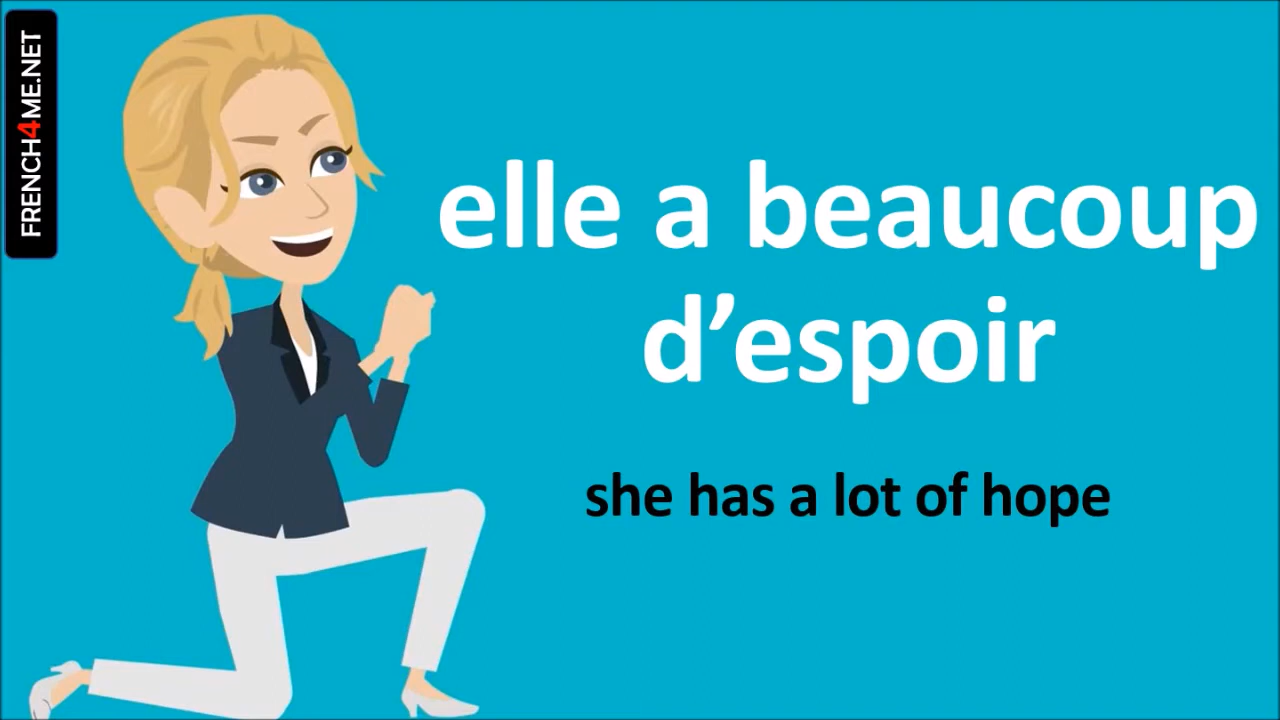 FRENCH4ME.NET
elle a beaucoup
d’espoir
she has a lot of hope